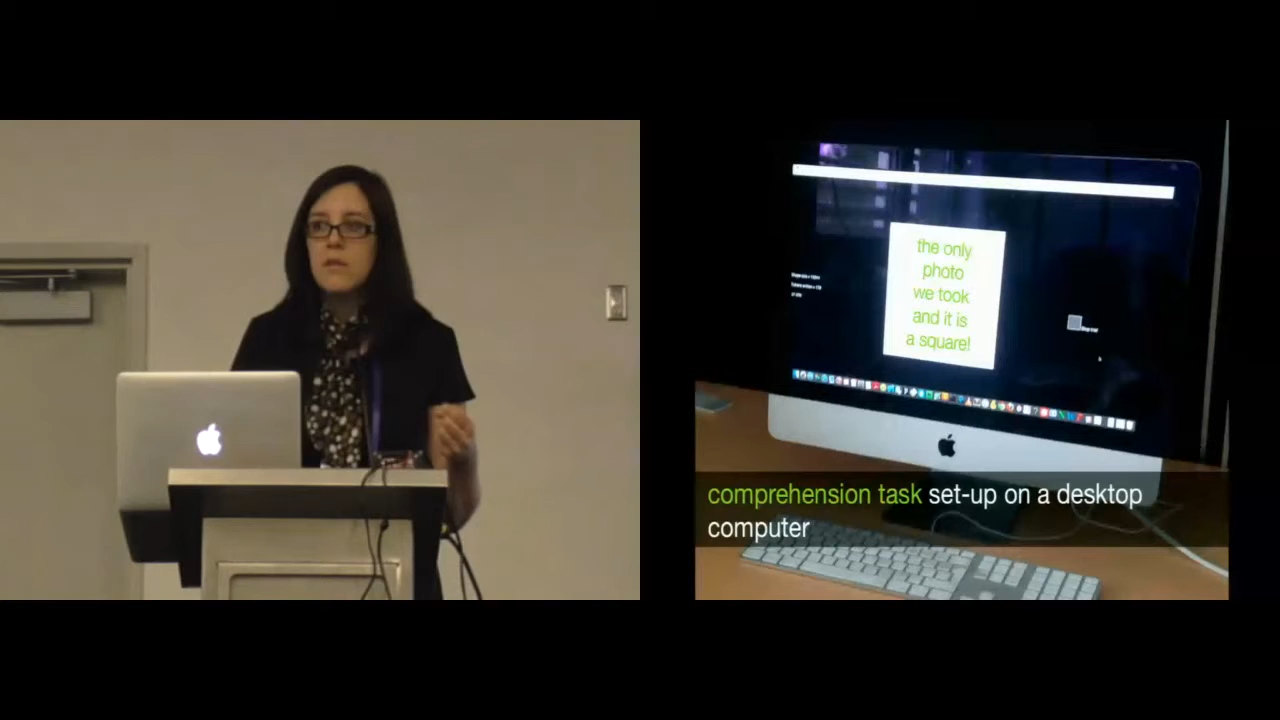 the only
photo
we took
and it is
a square!
comprehension task set-up on a desktop
computer